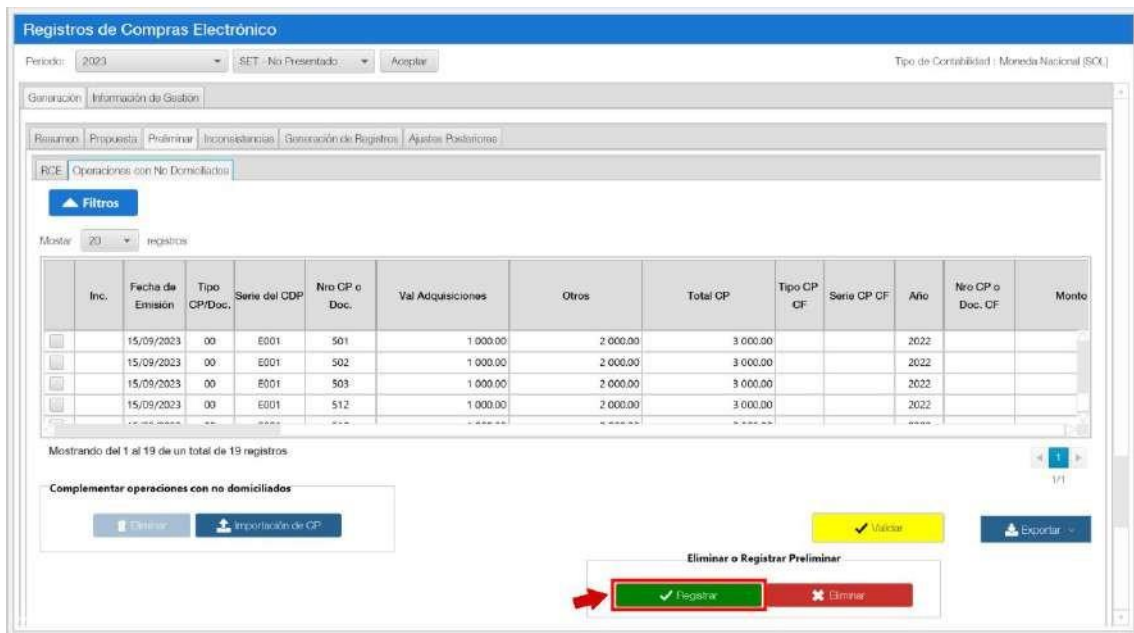 Registros de Compras Electrónico
Periodo: 2023 SET - No Presentado Aceptar Tipo de Contabilidad : Moneda Nacional (SOL)
Generación Información de Gestión
Resumen Propuesta Preliminar Inconsistencias Generación de Registros Ajustes Posteriores
RCE Operaciones con No Domiciliados
Filtros
Mostar 20 registros
Inc. Fecha de Emisión Tipo CP/Doc. Serie del CDP Nro CP o Doc. Val Adquisiciones Otros Total CP Tipo CP CF Serie CP CF Año Nro CP o Doc. CF Monto
15/09/2023 00 E001 501 1 000.00 2 000.00 3 000.00 2022
15/09/2023 00 E001 502 1 000.00 2 000.00 3 000.00 2022
15/09/2023 00 E001 503 1 000.00 2 000.00 3 000.00 2022
15/09/2023 00 E001 512 1 000.00 2 000.00 3 000.00 2022
Mostrando del 1 al 19 de un total de 19 registros
1
1/1
Complementar operaciones con no domiciliados
Eliminar Importación de CP
Validar Exportar
Eliminar o Registrar Preliminar
Registrar Eliminar